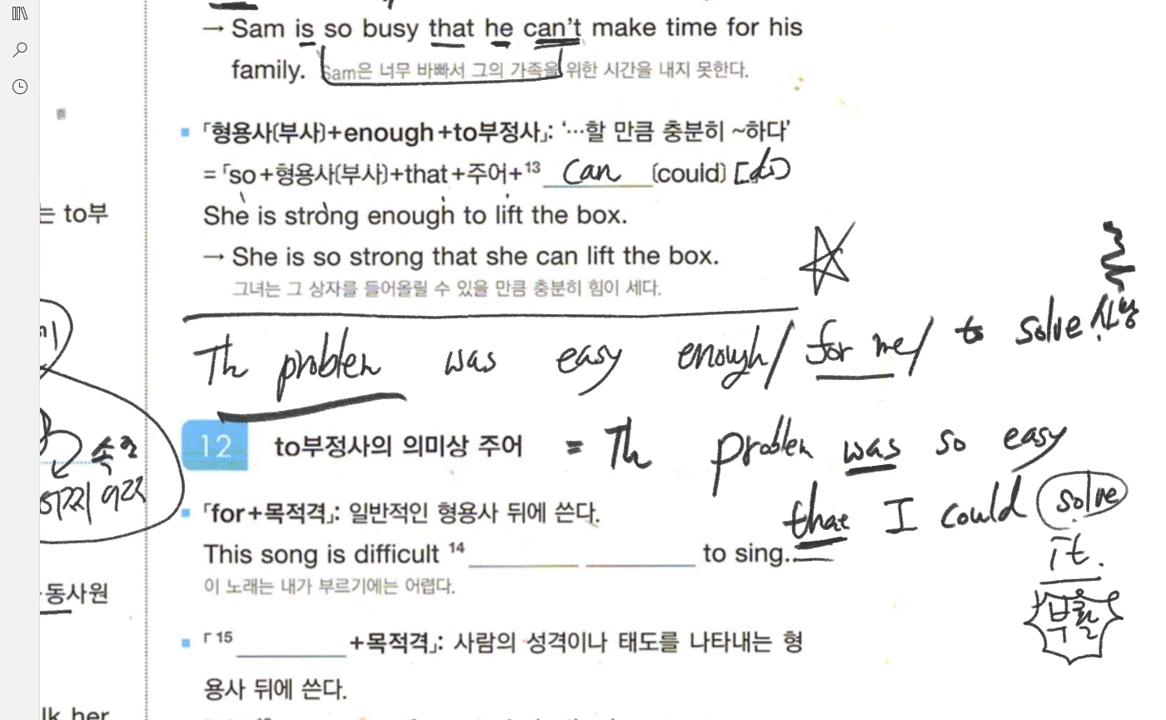 → Sam is so busy that he can't make time for his
family. Sam은 너무 바빠서 그의 가족을 위한 시간을 내지 못한다.
「형용사(부사)+enough+to부정사」: '…할 만큼 충분히 ~하다'
= 「so+형용사(부사)+that+주어+13 can (could)
She is strong enough to lift the box.
→ She is so strong that she can lift the box.
그녀는 그 상자를 들어올릴 수 있을 만큼 충분히 힘이 세다.
Th problem was easy enough/ for me/ to solve
12 to부정사의 의미상 주어
= Th problem was so easy
that I could solve
it.
부활
「for+목적격」: 일반적인 형용사 뒤에 쓴다.
This song is difficult 14 to sing.
이 노래는 내가 부르기에는 어렵다.
「15 +목적격」: 사람의 성격이나 태도를 나타내는 형
용사 뒤에 쓴다.
는 to부
동사원
lk her